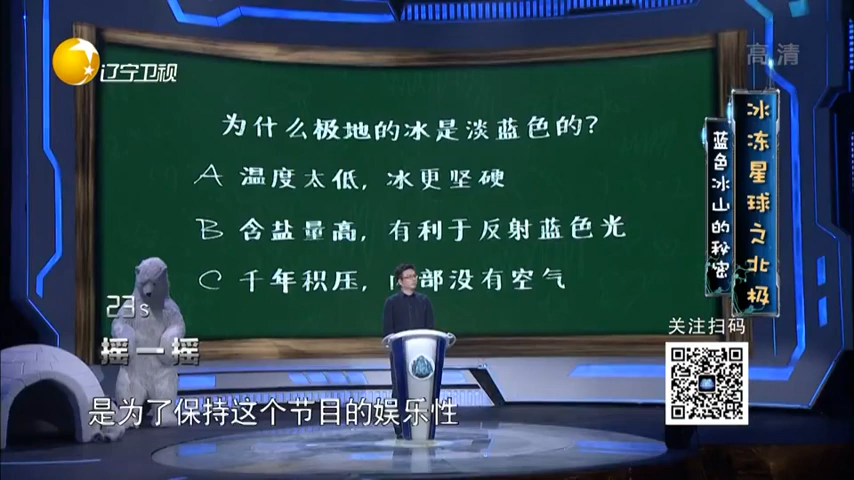 辽宁卫视
高清
为什么极地的冰是淡蓝色的？
A 温度太低，冰更坚硬
B 含盐量高，有利于反射蓝色光
C 千年积压，内部没有空气
冰冻星球之北极
蓝色冰山的秘密
23s
摇一摇
关注扫码
是为了保持这个节目的娱乐性